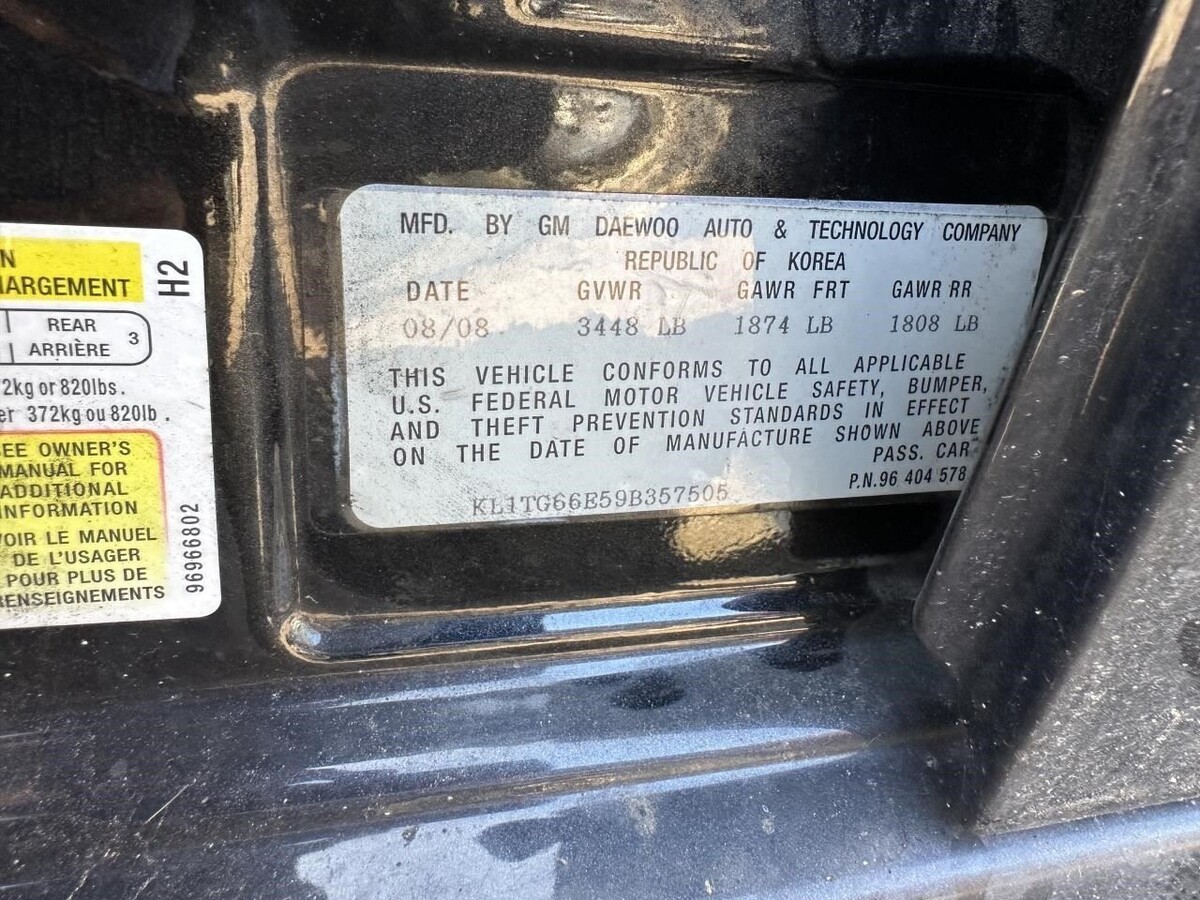 N
HARGEMENT
H2
REAR
ARRIÈRE
3
2kg or 820lbs.
er 372kg ou 820lb.
SEE OWNER'S
MANUAL FOR
ADDITIONAL
INFORMATION
VOIR LE MANUEL
DE L'USAGER
POUR PLUS DE
RENSEIGNEMENTS
96966802
MFD. BY GM DAEWOO AUTO & TECHNOLOGY COMPANY
REPUBLIC OF KOREA
DATE GVWR GAWR FRT GAWR RR
08/08 3448 LB 1874 LB 1808 LB
THIS VEHICLE CONFORMS TO ALL APPLICABLE
U.S. FEDERAL MOTOR VEHICLE SAFETY, BUMPER,
AND THEFT PREVENTION STANDARDS IN EFFECT
ON THE DATE OF MANUFACTURE SHOWN ABOVE
PASS. CAR
P.N.96 404 578
KL1TG66E59B357505